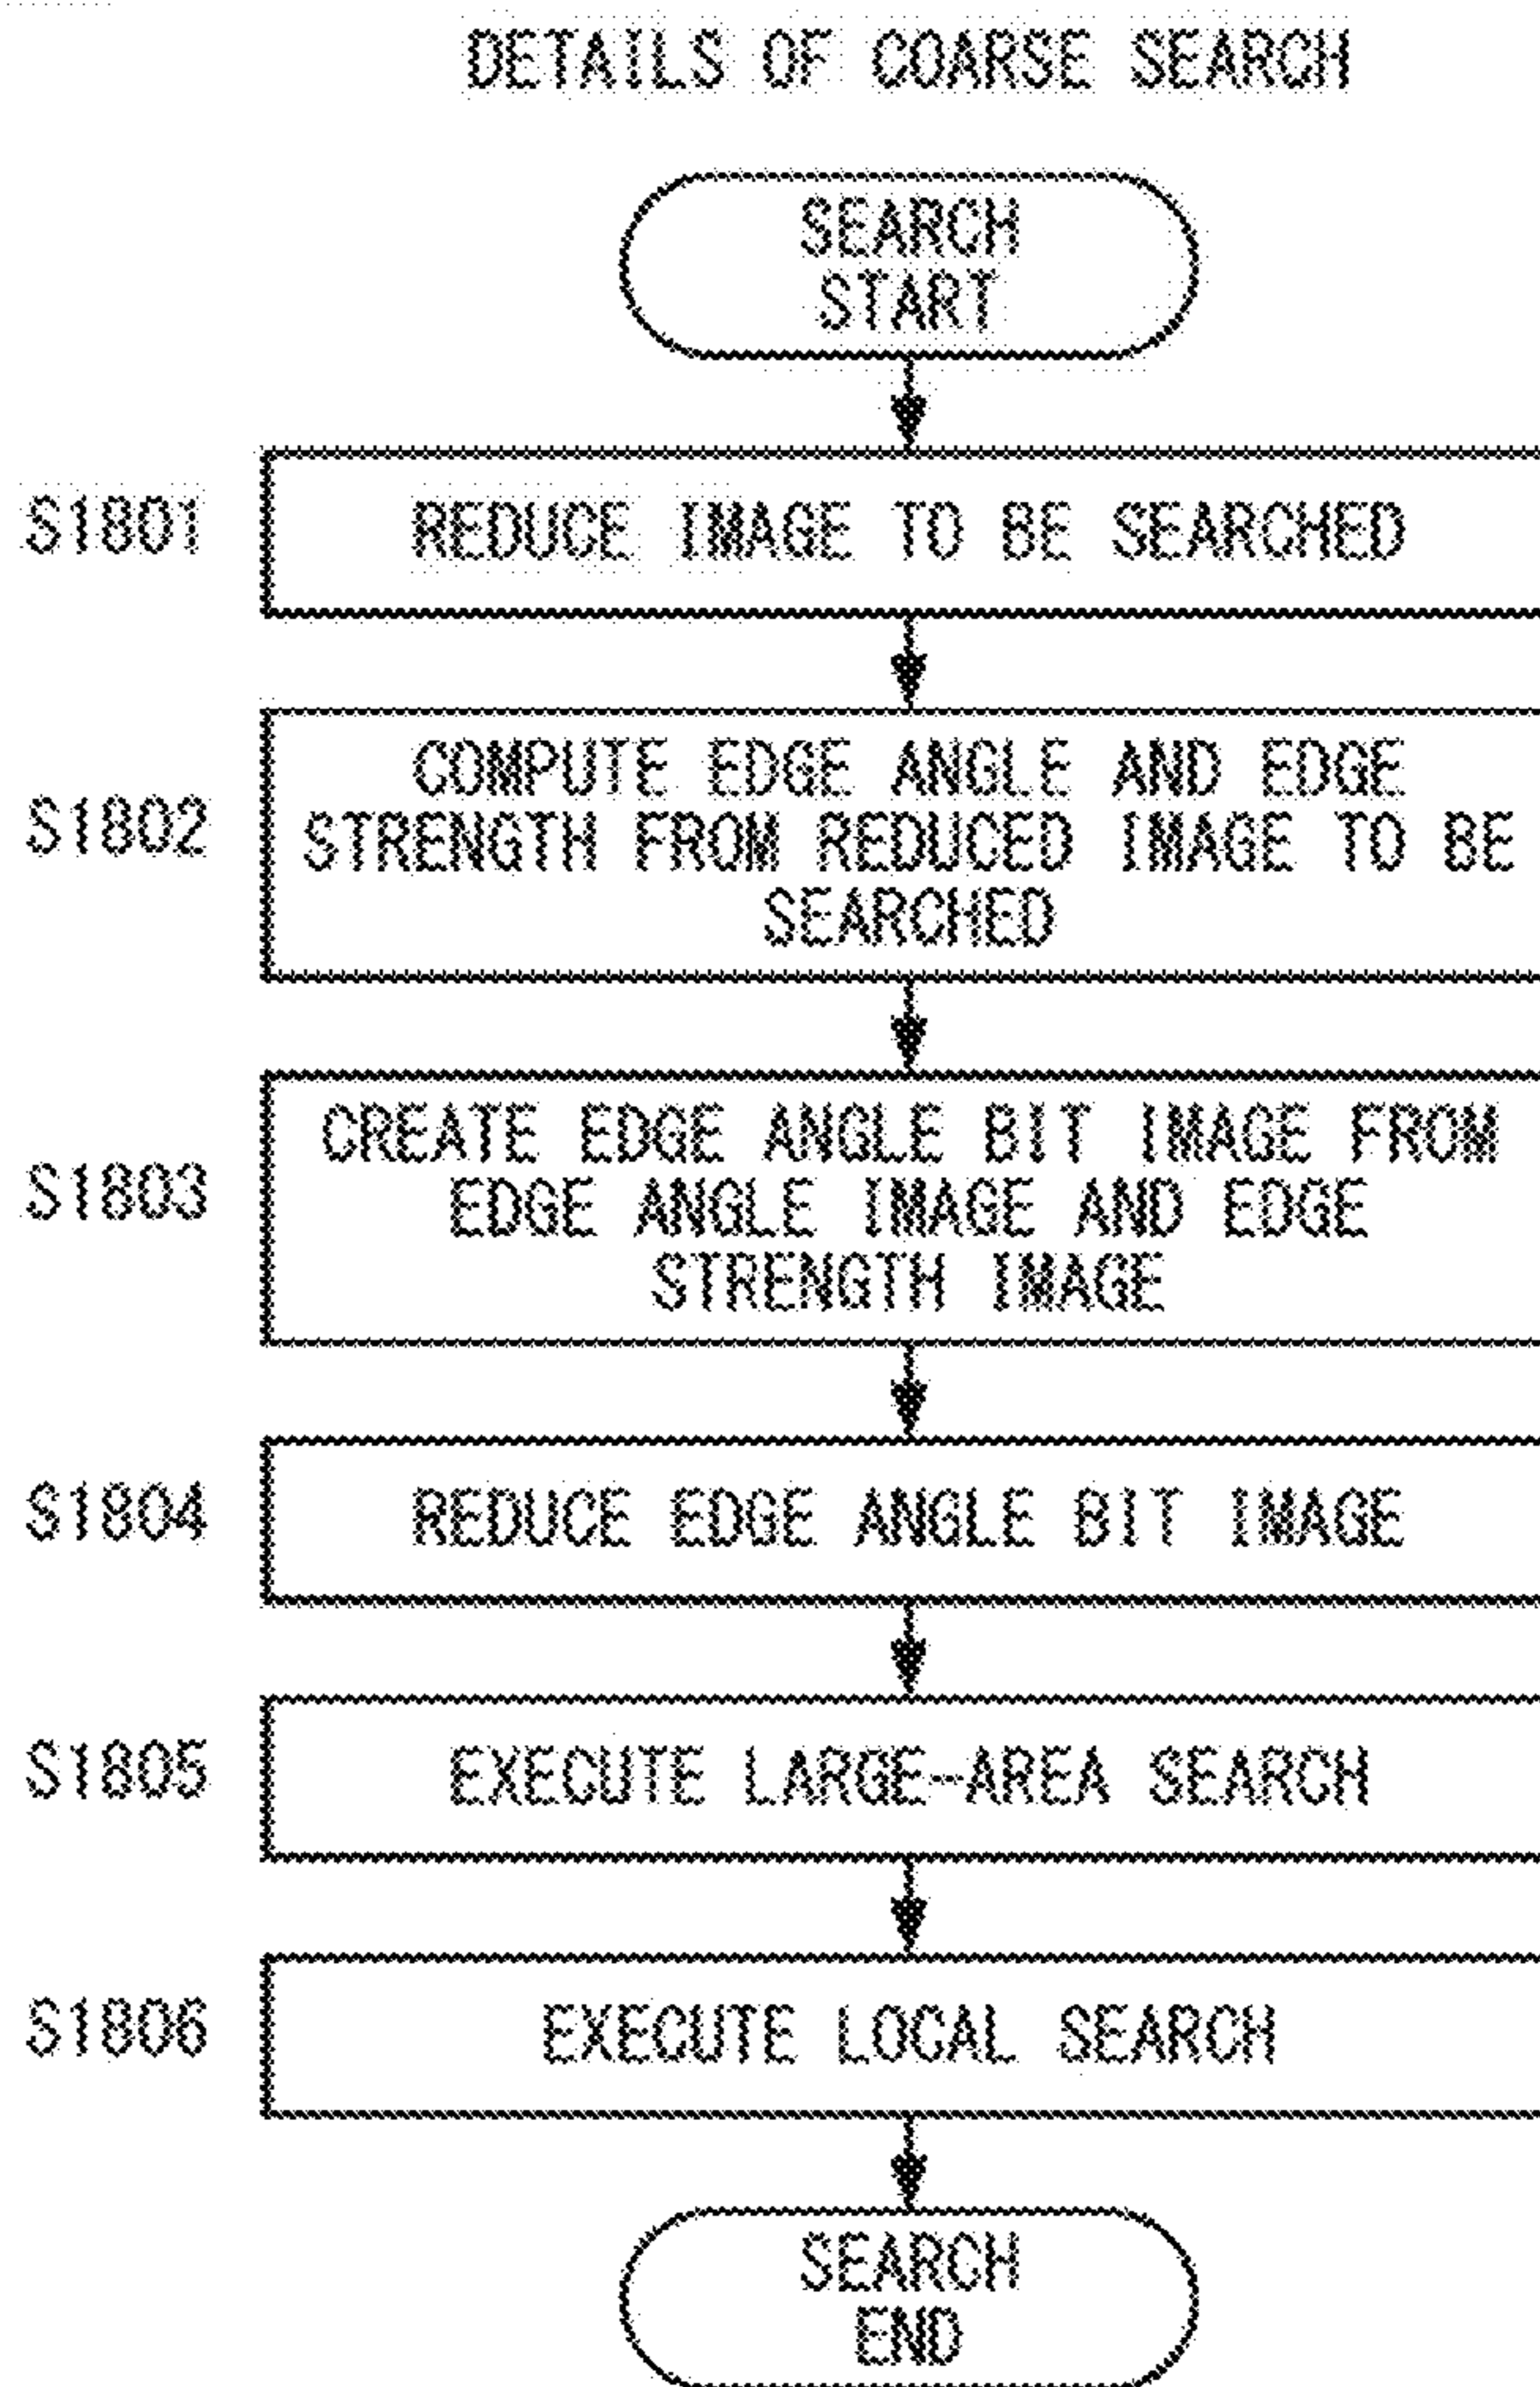 DETAILS OF COARSE SEARCH
SEARCH
START
S1801
REDUCE IMAGE TO BE SEARCHED
S1802
COMPUTE EDGE ANGLE AND EDGE
STRENGTH FROM REDUCED IMAGE TO BE
SEARCHED
S1803
CREATE EDGE ANGLE BIT IMAGE FROM
EDGE ANGLE IMAGE AND EDGE
STRENGTH IMAGE
S1804
REDUCE EDGE ANGLE BIT IMAGE
S1805
EXECUTE LARGE-AREA SEARCH
S1806
EXECUTE LOCAL SEARCH
SEARCH
END